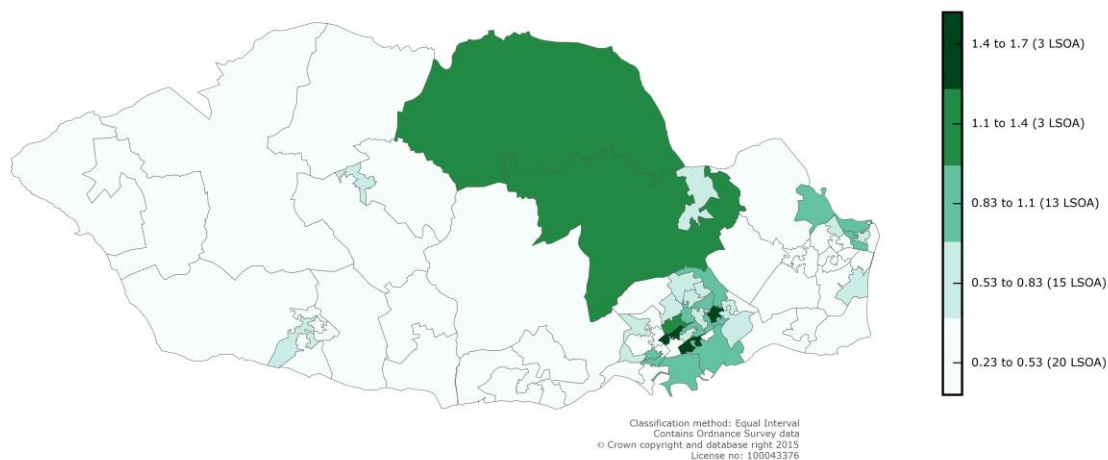 1.4 to 1.7 (3 LSOA)
1.1 to 1.4 (3 LSOA)
0.83 to 1.1 (13 LSOA)
0.53 to 0.83 (15 LSOA)
0.23 to 0.53 (20 LSOA)
Classification method: Equal Interval
Contains Ordnance Survey data
© Crown copyright and database right 2015
License no: 100043376